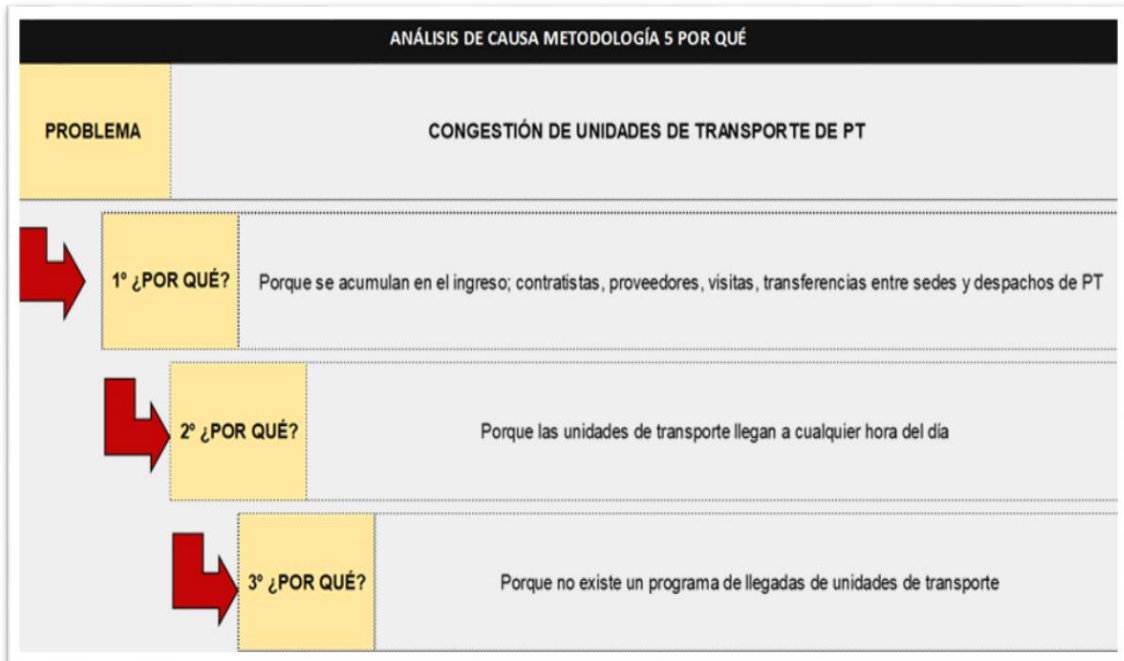 ANÁLISIS DE CAUSA METODOLOGÍA 5 POR QUÉ
PROBLEMA
CONGESTIÓN DE UNIDADES DE TRANSPORTE DE PT
1º ¿POR QUÉ?
Porque se acumulan en el ingreso; contratistas, proveedores, visitas, transferencias entre sedes y despachos de PT
2º ¿POR QUÉ?
Porque las unidades de transporte llegan a cualquier hora del día
3º ¿POR QUÉ?
Porque no existe un programa de llegadas de unidades de transporte